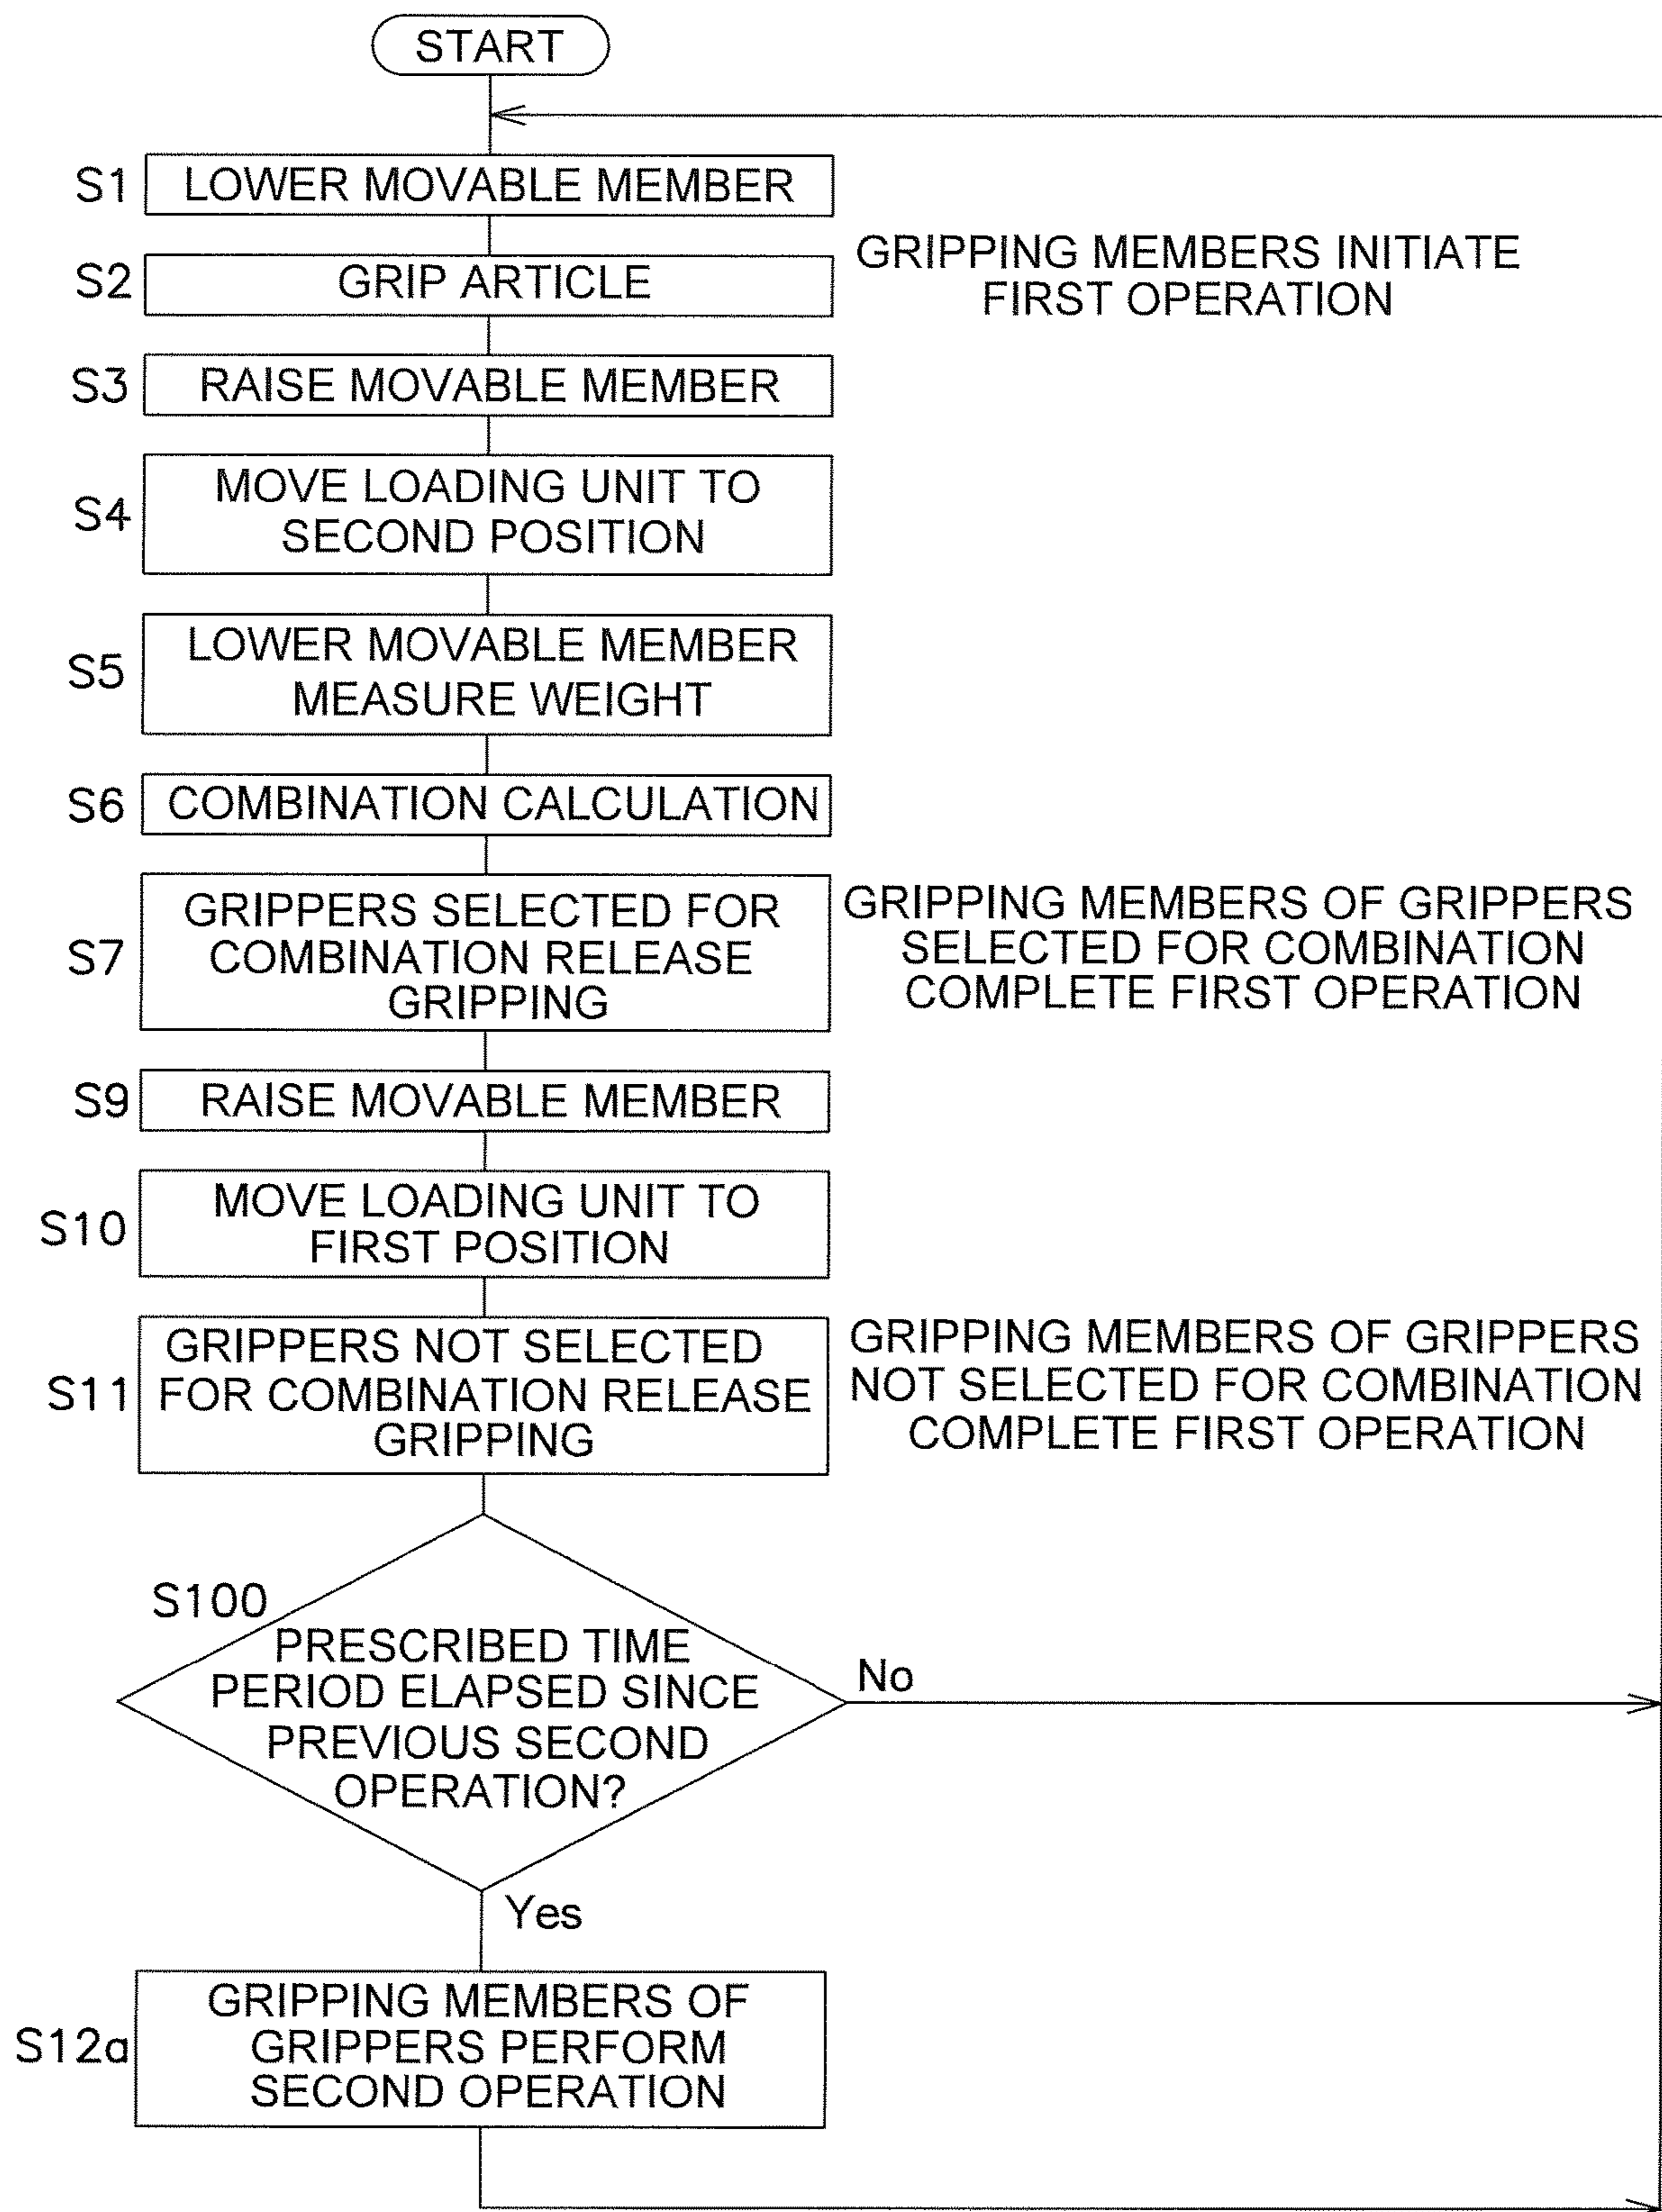 START
S1
LOWER MOVABLE MEMBER
S2
GRIP ARTICLE
GRIPPING MEMBERS INITIATE
FIRST OPERATION
S3
RAISE MOVABLE MEMBER
S4
MOVE LOADING UNIT TO
SECOND POSITION
S5
LOWER MOVABLE MEMBER
MEASURE WEIGHT
S6
COMBINATION CALCULATION
S7
GRIPPERS SELECTED FOR
COMBINATION RELEASE
GRIPPING
GRIPPING MEMBERS OF GRIPPERS
SELECTED FOR COMBINATION
COMPLETE FIRST OPERATION
S9
RAISE MOVABLE MEMBER
S10
MOVE LOADING UNIT TO
FIRST POSITION
S11
GRIPPERS NOT SELECTED
FOR COMBINATION RELEASE
GRIPPING
GRIPPING MEMBERS OF GRIPPERS
NOT SELECTED FOR COMBINATION
COMPLETE FIRST OPERATION
S100
PRESCRIBED TIME
PERIOD ELAPSED SINCE
PREVIOUS SECOND
OPERATION?
No
Yes
S12a
GRIPPING MEMBERS OF
GRIPPERS PERFORM
SECOND OPERATION